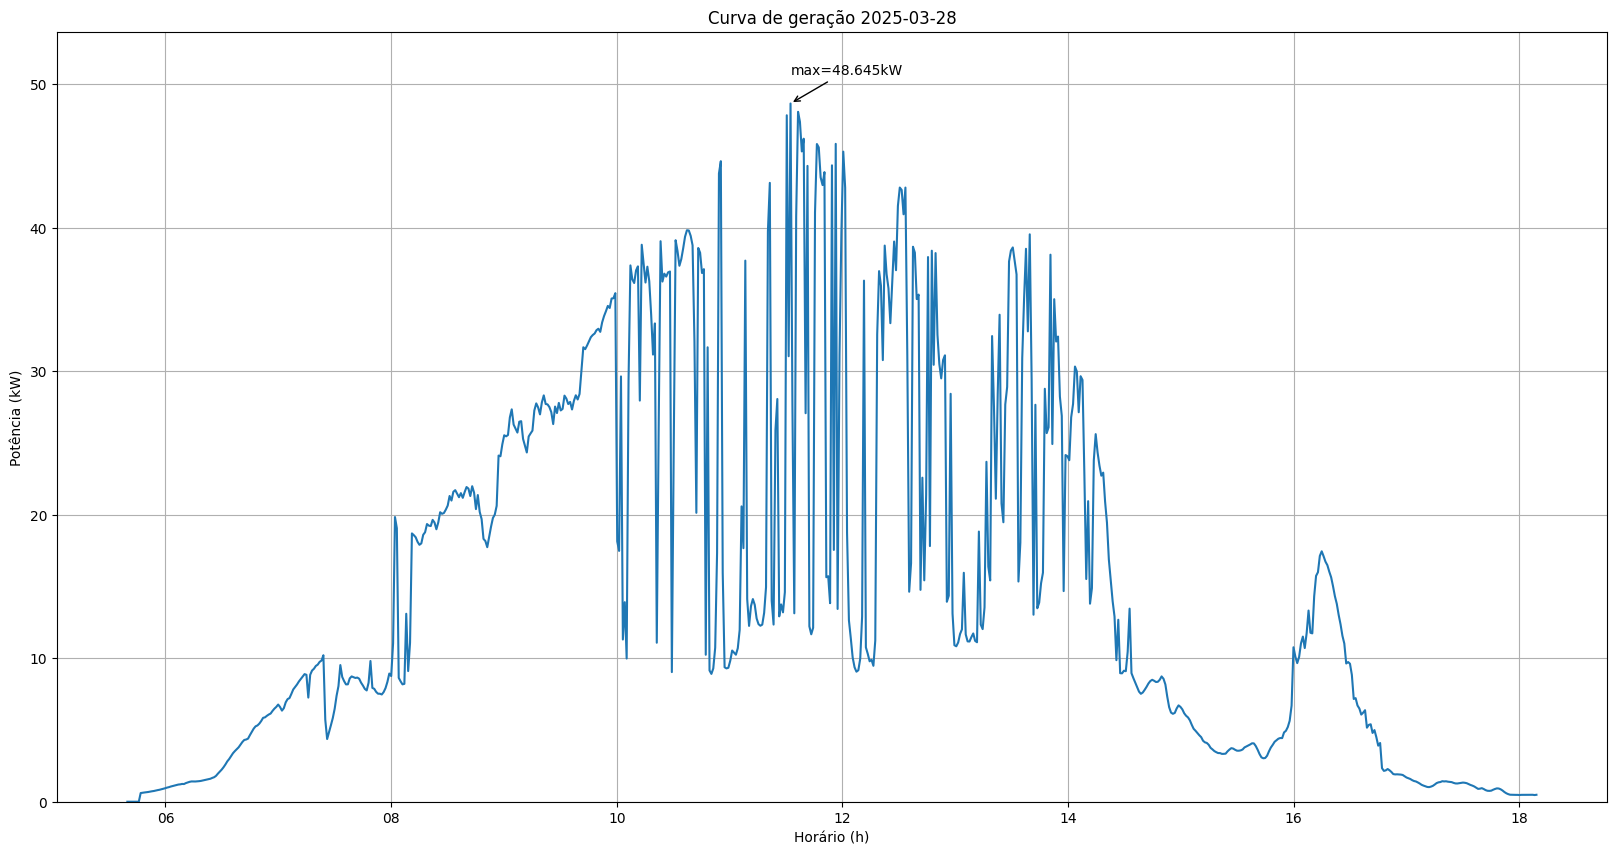 Curva de geração 2025-03-28
max=48.645kW
Potência (kW)
50
40
30
20
10
0
06 08 10 12 14 16 18
Horário (h)